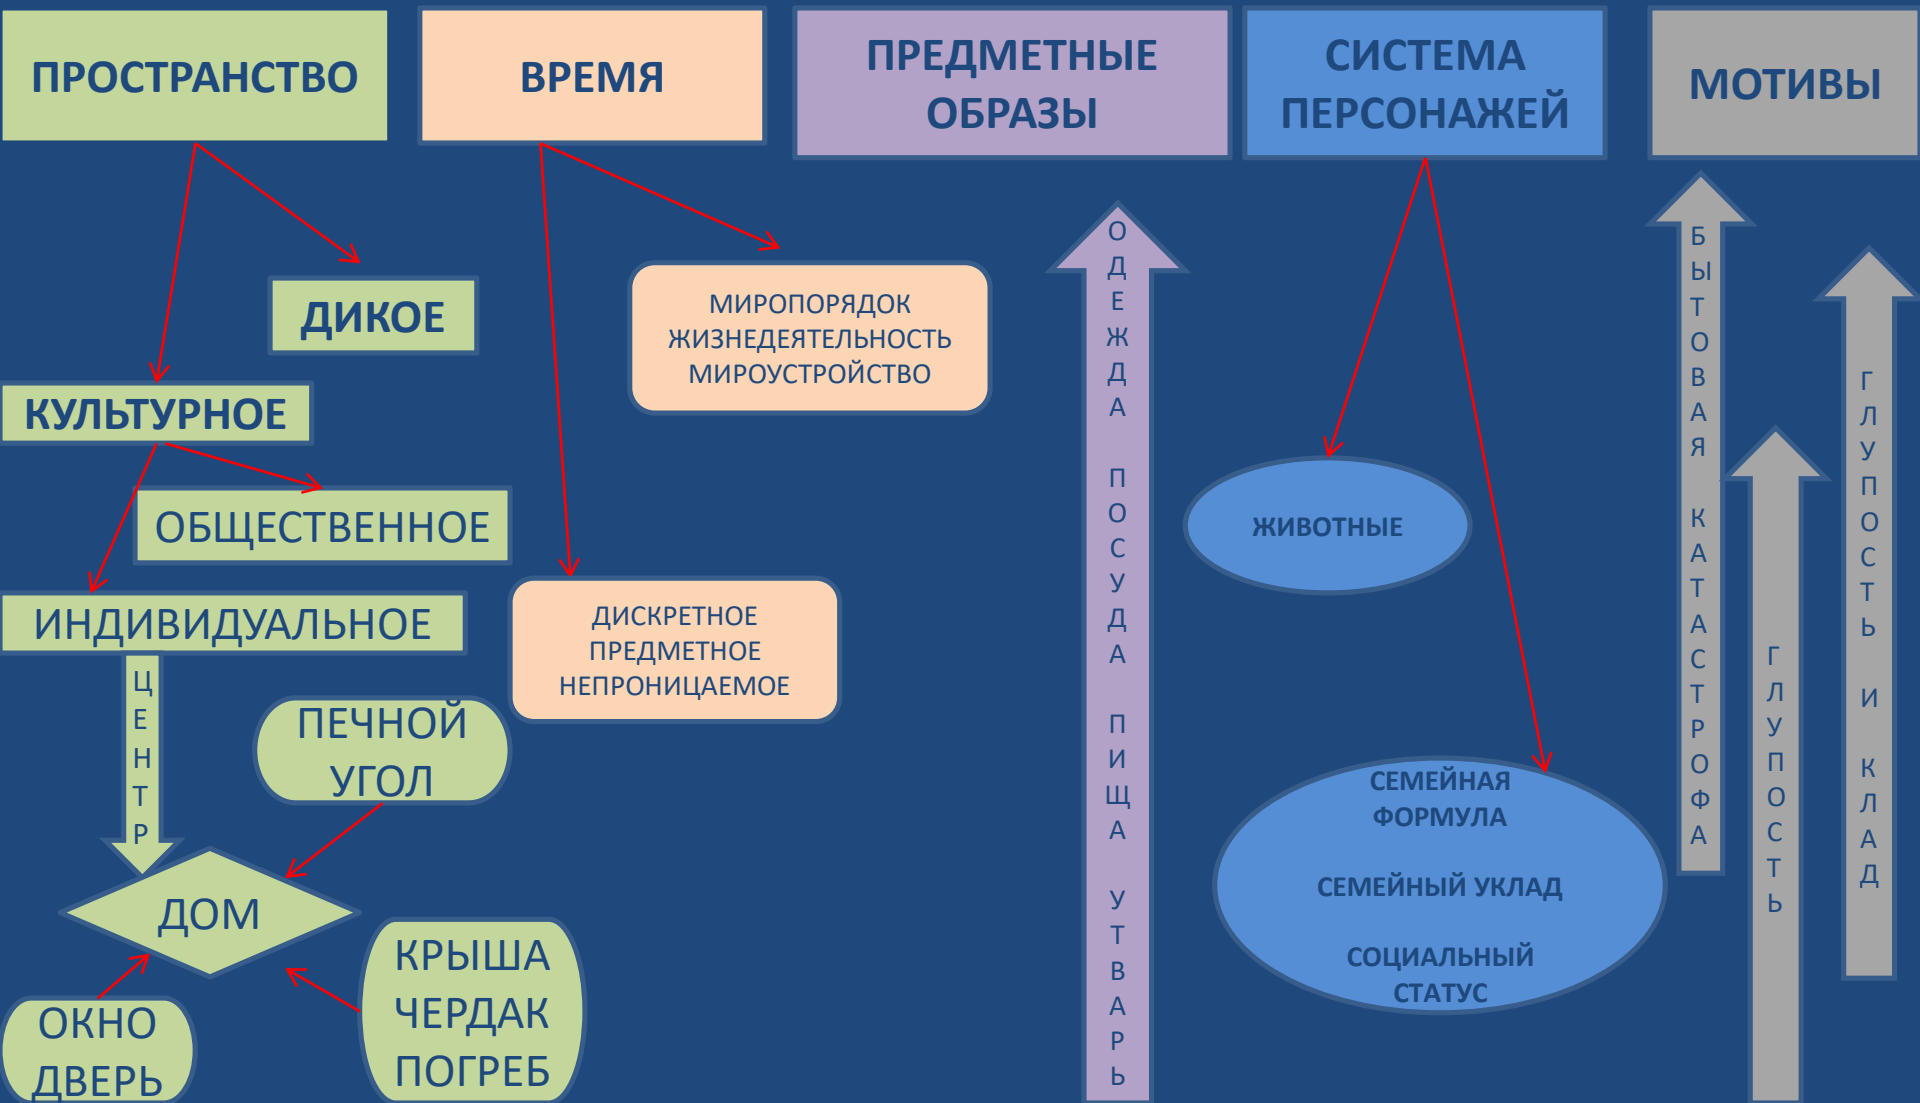 ПРОСТРАНСТВО
ВРЕМЯ
ПРЕДМЕТНЫЕ
ОБРАЗЫ
СИСТЕМА
ПЕРСОНАЖЕЙ
МОТИВЫ
ДИКОЕ
КУЛЬТУРНОЕ
ОБЩЕСТВЕННОЕ
ИНДИВИДУАЛЬНОЕ
ЦЕНТР
ПЕЧНОЙ
УГОЛ
ДОМ
ОКНО
ДВЕРЬ
КРЫША
ЧЕРДАК
ПОГРЕБ
МИРОПОРЯДОК
ЖИЗНЕДЕЯТЕЛЬНОСТЬ
МИРОУСТРОЙСТВО
ДИСКРЕТНОЕ
ПРЕДМЕТНОЕ
НЕПРОНИЦАЕМОЕ
ОДЕЖДА ПОСУДА ПИЩА УТВАРЬ
ЖИВОТНЫЕ
СЕМЕЙНАЯ
ФОРМУЛА
СЕМЕЙНЫЙ УКЛАД
СОЦИАЛЬНЫЙ
СТАТУС
БЫТОВАЯ КАТАСТРОФА
ГЛУПОСТЬ
ГЛУПОСТЬ И КЛАД